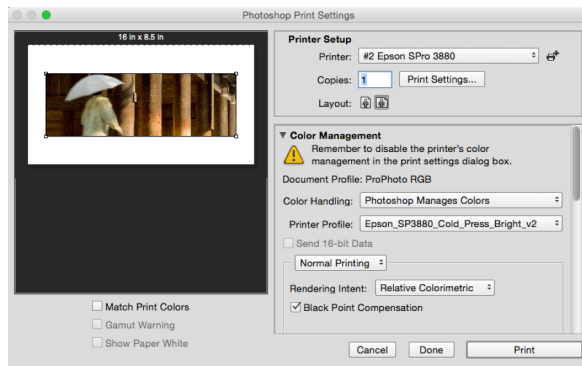 Photoshop Print Settings
16 in x 8.5 in
Match Print Colors
Gamut Warning
Show Paper White
Printer Setup
Printer: #2 Epson SPro 3880
Copies: 1 Print Settings...
Layout:
Color Management
Remember to disable the printer's color
management in the print settings dialog box.
Document Profile: ProPhoto RGB
Color Handling: Photoshop Manages Colors
Printer Profile: Epson_SP3880_Cold_Press_Bright_v2
Send 16-bit Data
Normal Printing
Rendering Intent: Relative Colorimetric
Black Point Compensation
Cancel Done Print